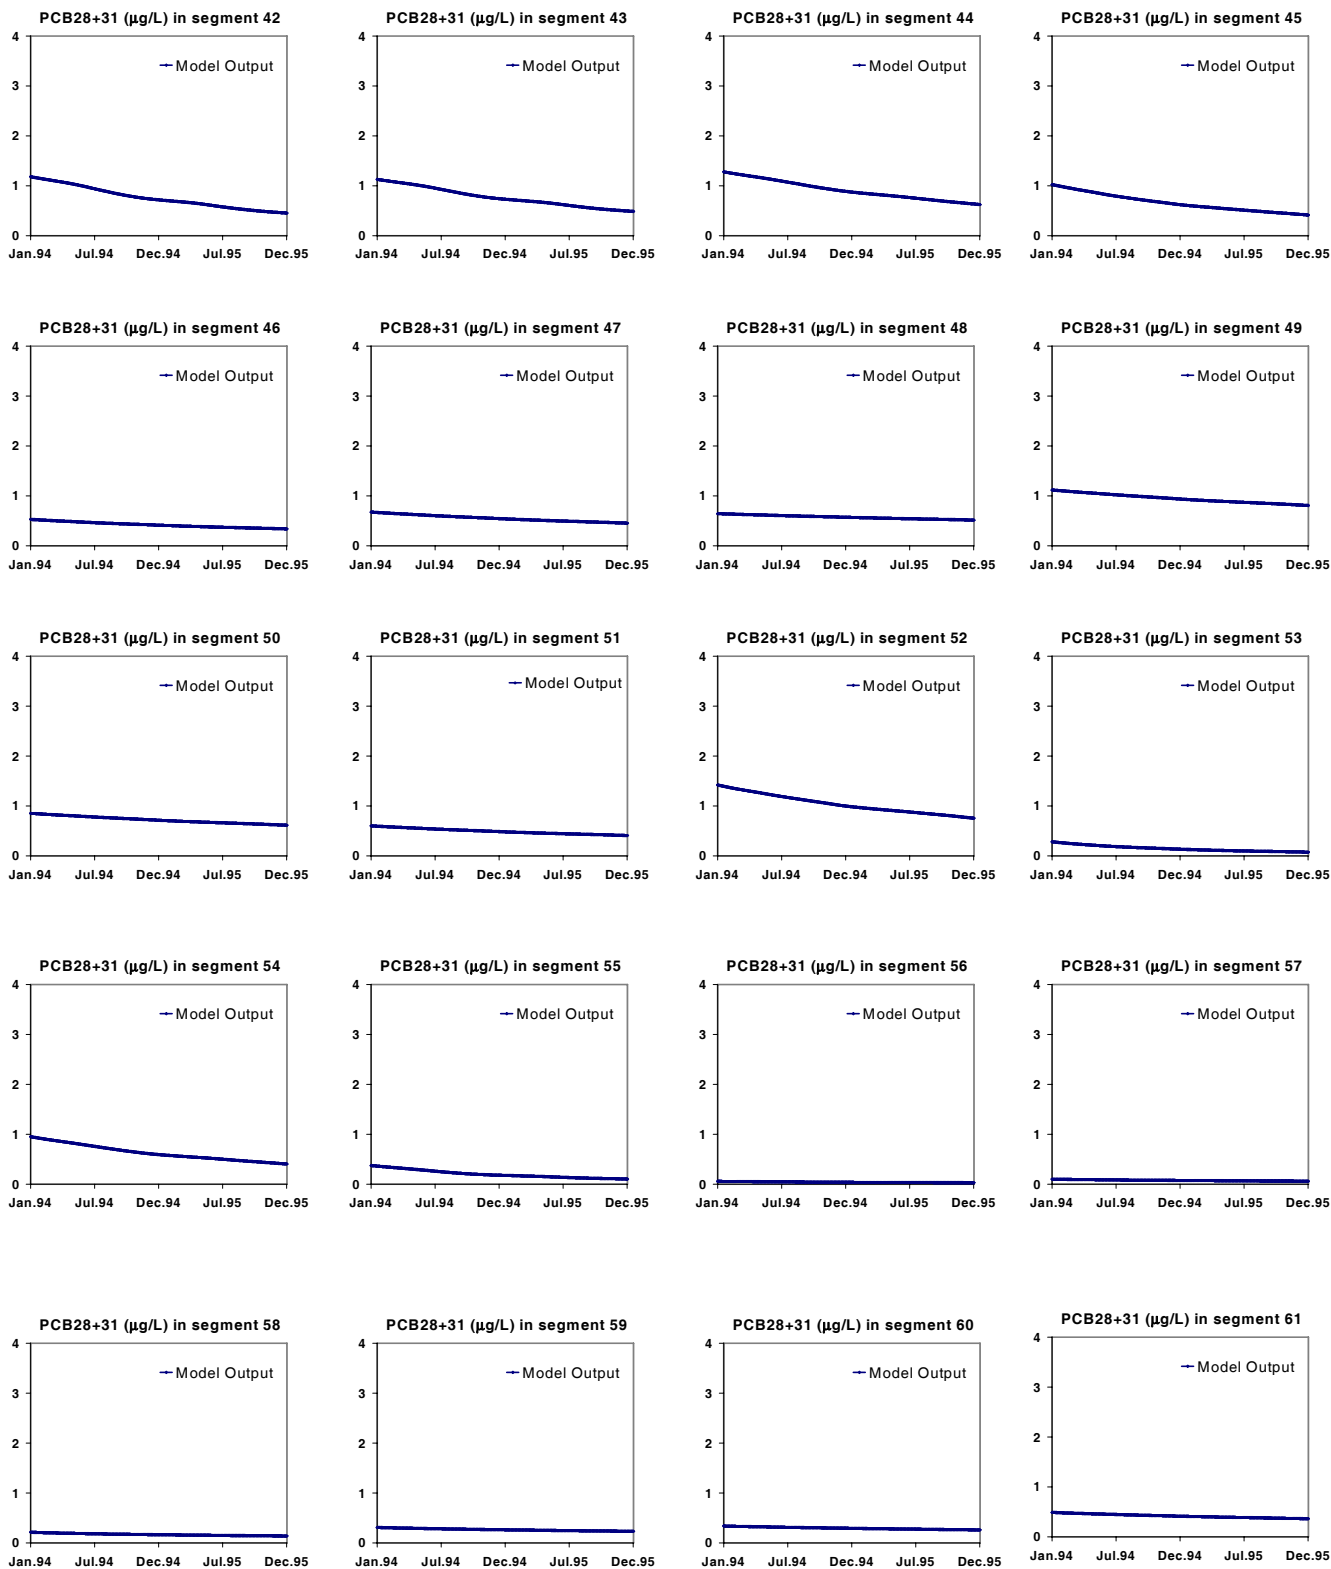 PCB28+31 (µg/L) in segment 42
4
Model Output
3
2
1
0
Jan.94 Jul.94 Dec.94 Jul.95 Dec.95
PCB28+31 (µg/L) in segment 43
4
Model Output
3
2
1
0
Jan.94 Jul.94 Dec.94 Jul.95 Dec.95
PCB28+31 (µg/L) in segment 44
4
Model Output
3
2
1
0
Jan.94 Jul.94 Dec.94 Jul.95 Dec.95
PCB28+31 (µg/L) in segment 45
4
Model Output
3
2
1
0
Jan.94 Jul.94 Dec.94 Jul.95 Dec.95
PCB28+31 (µg/L) in segment 46
4
Model Output
3
2
1
0
Jan.94 Jul.94 Dec.94 Jul.95 Dec.95
PCB28+31 (µg/L) in segment 47
4
Model Output
3
2
1
0
Jan.94 Jul.94 Dec.94 Jul.95 Dec.95
PCB28+31 (µg/L) in segment 48
4
Model Output
3
2
1
0
Jan.94 Jul.94 Dec.94 Jul.95 Dec.95
PCB28+31 (µg/L) in segment 49
4
Model Output
3
2
1
0
Jan.94 Jul.94 Dec.94 Jul.95 Dec.95
PCB28+31 (µg/L) in segment 50
4
Model Output
3
2
1
0
Jan.94 Jul.94 Dec.94 Jul.95 Dec.95
PCB28+31 (µg/L) in segment 51
4
Model Output
3
2
1
0
Jan.94 Jul.94 Dec.94 Jul.95 Dec.95
PCB28+31 (µg/L) in segment 52
4
Model Output
3
2
1
0
Jan.94 Jul.94 Dec.94 Jul.95 Dec.95
PCB28+31 (µg/L) in segment 53
4
Model Output
3
2
1
0
Jan.94 Jul.94 Dec.94 Jul.95 Dec.95
PCB28+31 (µg/L) in segment 54
4
Model Output
3
2
1
0
Jan.94 Jul.94 Dec.94 Jul.95 Dec.95
PCB28+31 (µg/L) in segment 55
4
Model Output
3
2
1
0
Jan.94 Jul.94 Dec.94 Jul.95 Dec.95
PCB28+31 (µg/L) in segment 56
4
Model Output
3
2
1
0
Jan.94 Jul.94 Dec.94 Jul.95 Dec.95
PCB28+31 (µg/L) in segment 57
4
Model Output
3
2
1
0
Jan.94 Jul.94 Dec.94 Jul.95 Dec.95
PCB28+31 (µg/L) in segment 58
4
Model Output
3
2
1
0
Jan.94 Jul.94 Dec.94 Jul.95 Dec.95
PCB28+31 (µg/L) in segment 59
4
Model Output
3
2
1
0
Jan.94 Jul.94 Dec.94 Jul.95 Dec.95
PCB28+31 (µg/L) in segment 60
4
Model Output
3
2
1
0
Jan.94 Jul.94 Dec.94 Jul.95 Dec.95
PCB28+31 (µg/L) in segment 61
4
Model Output
3
2
1
0
Jan.94 Jul.94 Dec.94 Jul.95 Dec.95